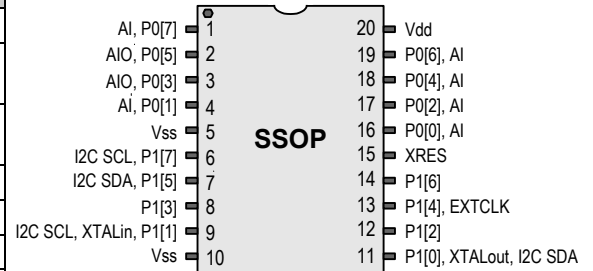 AI, P0[7] 1 20 Vdd
AIO, P0[5] 2 19 P0[6], AI
AIO, P0[3] 3 18 P0[4], AI
AI, P0[1] 4 17 P0[2], AI
Vss 5 16 P0[0], AI
SSOP
I2C SCL, P1[7] 6 15 XRES
I2C SDA, P1[5] 7 14 P1[6]
P1[3] 8 13 P1[4], EXTCLK
I2C SCL, XTALin, P1[1] 9 12 P1[2]
Vss 10 11 P1[0], XTALout, I2C SDA